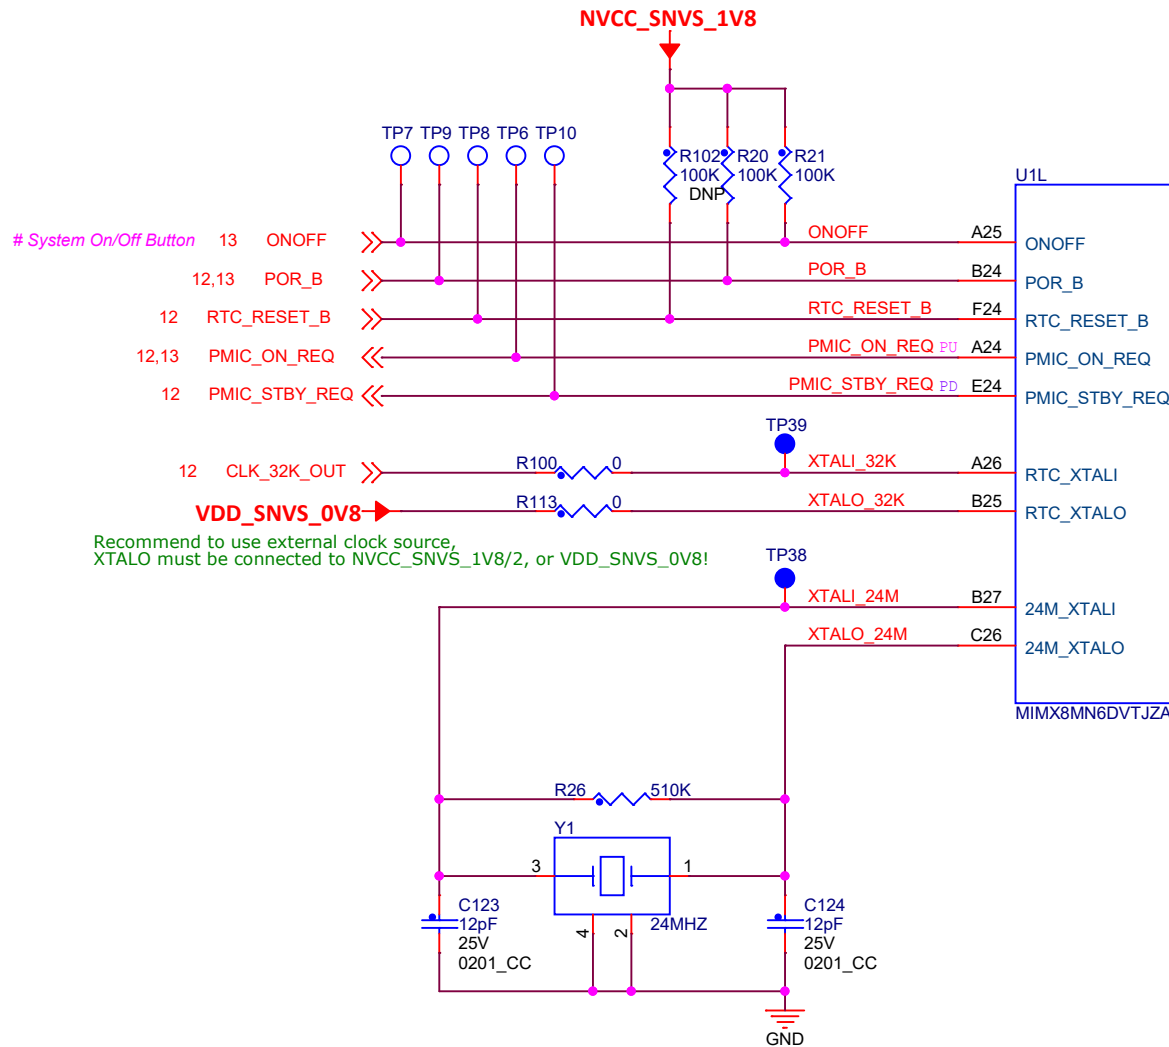 NVCC_SNVS_1V8
TP7 TP9 TP8 TP6 TP10
R102 R20 R21
100K 100K 100K
DNP
U1L
# System On/Off Button 13 ONOFF ONOFF A25 ONOFF
12,13 POR_B POR_B B24 POR_B
12 RTC_RESET_B RTC_RESET_B F24 RTC_RESET_B
12,13 PMIC_ON_REQ PMIC_ON_REQ PU A24 PMIC_ON_REQ
12 PMIC_STBY_REQ PMIC_STBY_REQ PD E24 PMIC_STBY_REQ
TP39
12 CLK_32K_OUT R100 0 XTALI_32K A26 RTC_XTALI
VDD_SNVS_0V8 R113 0 XTALO_32K B25 RTC_XTALO
Recommend to use external clock source,
XTALO must be connected to NVCC_SNVS_1V8/2, or VDD_SNVS_0V8!
TP38
XTALI_24M B27 24M_XTALI
XTALO_24M C26 24M_XTALO
MIMX8MN6DVTJZA
R26 510K
Y1
3 1
C123 C124
12pF 12pF
4 2 24MHZ
25V 25V
0201_CC 0201_CC
GND